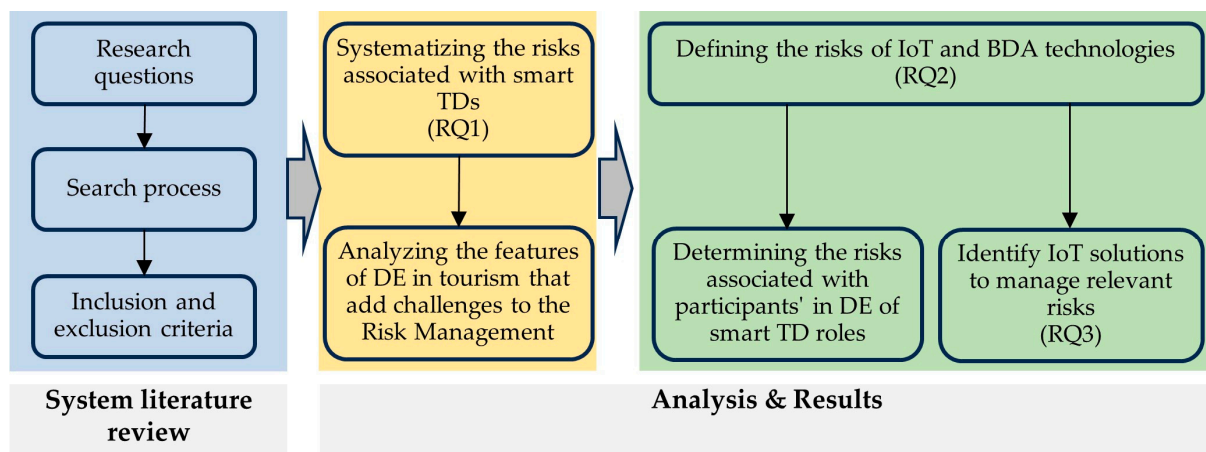 Research
questions
Search process
Inclusion and
exclusion criteria
Systematizing the risks
associated with smart
TDs
(RQ1)
Analyzing the features
of DE in tourism that
add challenges to the
Risk Management
Defining the risks of IoT and BDA technologies
(RQ2)
Determining the risks
associated with
participants' in DE of
smart TD roles
Identify IoT solutions
to manage relevant
risks
(RQ3)
System literature
review
Analysis & Results